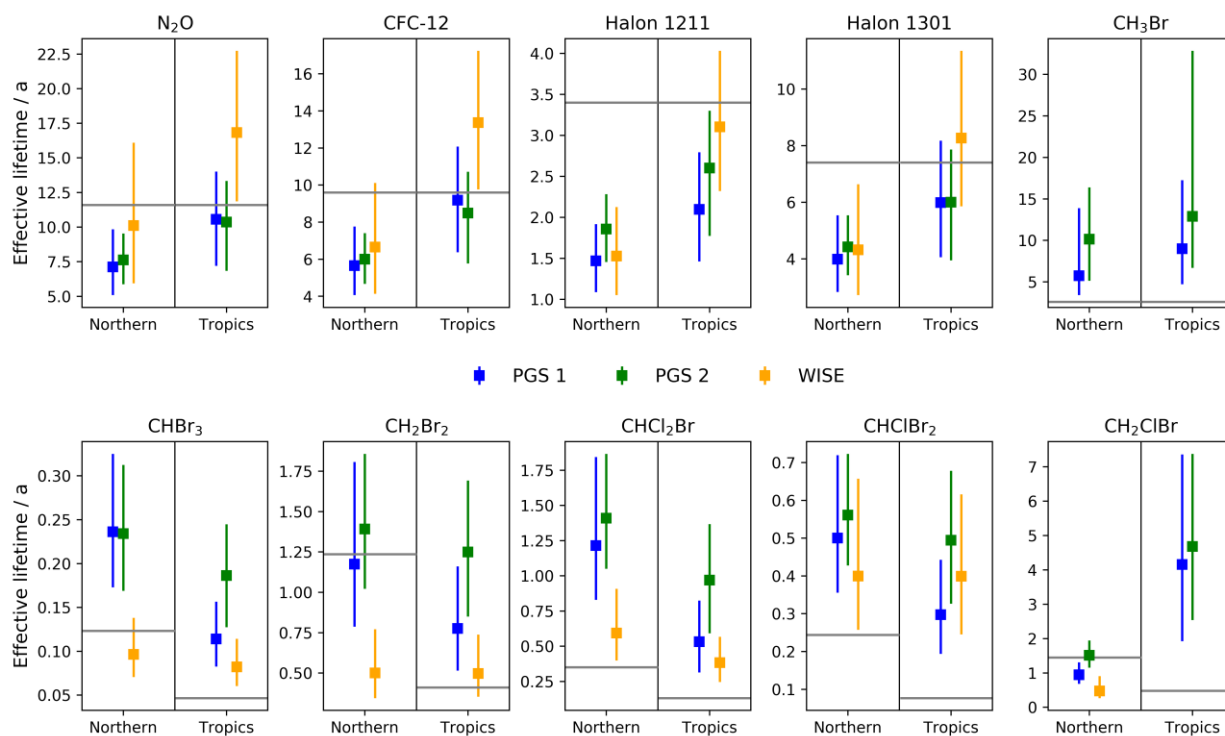 N₂O
CFC-12
Halon 1211
Halon 1301
CH₃Br
Effective lifetime / a
22.5
20.0
17.5
15.0
12.5
10.0
7.5
5.0
16
14
12
10
8
6
4
4.0
3.5
3.0
2.5
2.0
1.5
1.0
10
8
6
4
30
25
20
15
10
5
Northern Tropics
Northern Tropics
Northern Tropics
Northern Tropics
Northern Tropics
PGS 1 PGS 2 WISE
CHBr₃
CH₂Br₂
CHCl₂Br
CHClBr₂
CH₂ClBr
Effective lifetime / a
0.30
0.25
0.20
0.15
0.10
0.05
1.75
1.50
1.25
1.00
0.75
0.50
1.75
1.50
1.25
1.00
0.75
0.50
0.25
0.7
0.6
0.5
0.4
0.3
0.2
0.1
7
6
5
4
3
2
1
0
Northern Tropics
Northern Tropics
Northern Tropics
Northern Tropics
Northern Tropics